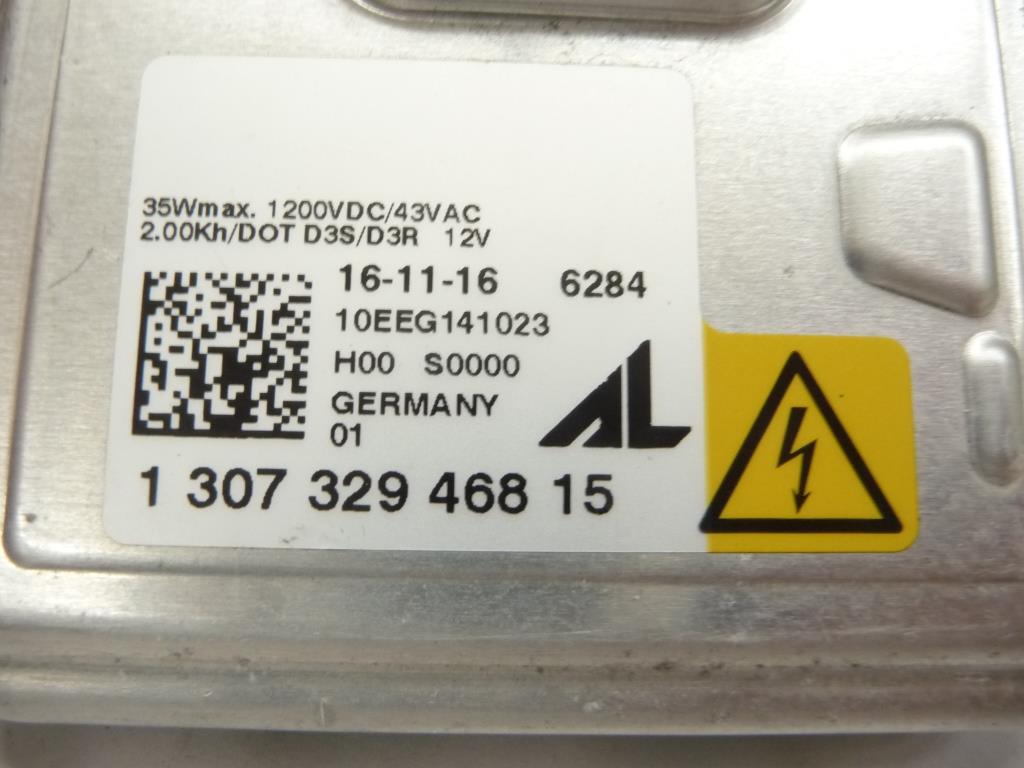 35Wmax. 1200VDC/43VAC
2.00Kh/DOT D3S/D3R 12V
16-11-16 6284
10EEG141023
H00 S0000
GERMANY
01
AL
1 307 329 468 15